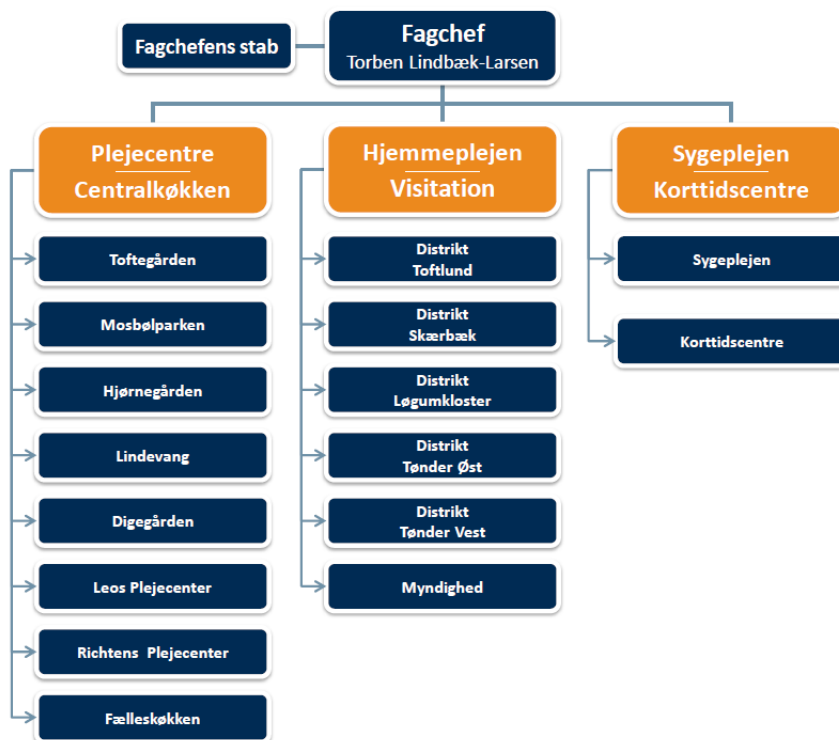 Fagchefens stab
Fagchef
Torben Lindbæk-Larsen
Plejecentre
Centralkøkken
Toftegården
Mosbølparken
Hjørnegården
Lindevang
Digegården
Leos Plejecenter
Richtens Plejecenter
Fælleskøkken
Hjemmeplejen
Visitation
Distrikt
Toftlund
Distrikt
Skærbæk
Distrikt
Løgumkloster
Distrikt
Tønder Øst
Distrikt
Tønder Vest
Myndighed
Sygeplejen
Korttidscentre
Sygeplejen
Korttidscentre